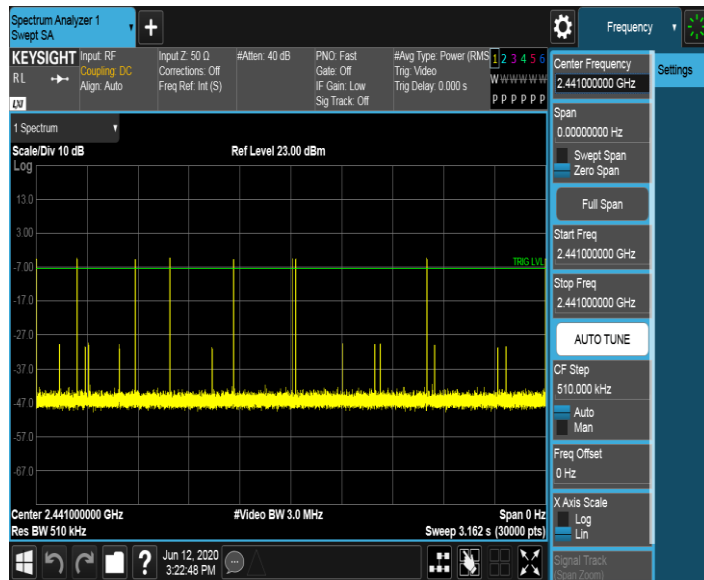 Spectrum Analyzer 1
Swept SA
Frequency
KEYSIGHT
RL
LXI
Input: RF
Coupling: DC
Align: Auto
Input Z: 50 Ω
Corrections: Off
Freq Ref: Int (S)
#Atten: 40 dB
PNO: Fast
Gate: Off
IF Gain: Low
Sig Track: Off
#Avg Type: Power (RMS
Trig: Video
Trig Delay: 0.000 s
1 2 3 4 5 6
W W W W W W
P P P P P P
1 Spectrum
Scale/Div 10 dB
Ref Level 23.00 dBm
Log
13.0
3.00
-7.00
-17.0
-27.0
-37.0
-47.0
-57.0
-67.0
TRIG LVL
Center 2.441000000 GHz
#Video BW 3.0 MHz
Span 0 Hz
Res BW 510 kHz
Sweep 3.162 s (30000 pts)
Center Frequency
2.441000000 GHz
Settings
Span
0.00000000 Hz
Swept Span
Zero Span
Full Span
Start Freq
2.441000000 GHz
Stop Freq
2.441000000 GHz
AUTO TUNE
CF Step
510.000 kHz
Auto
Man
Freq Offset
0 Hz
X Axis Scale
Log
Lin
Signal Track
(Span Zoom)
?
Jun 12, 2020
3:22:48 PM